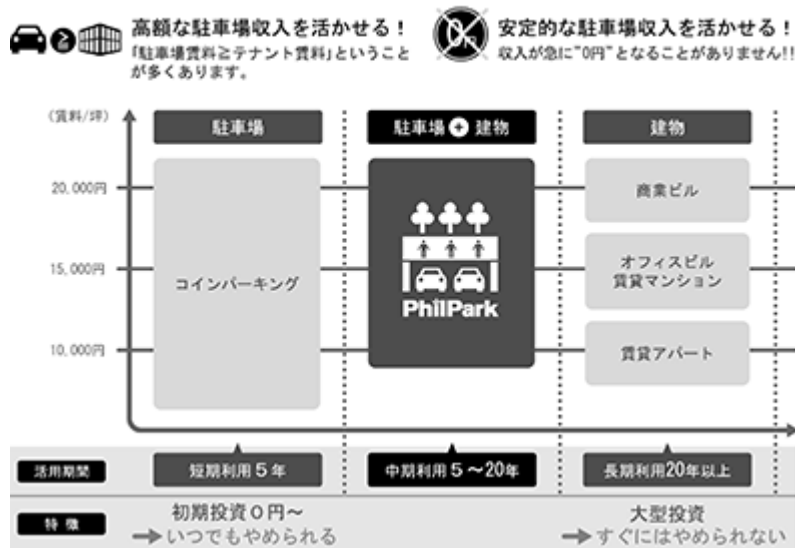 高額な駐車場収入を活かせる！
「駐車場賃料≧テナント賃料」ということ
が多くあります。
0円
安定的な駐車場収入を活かせる！
収入が急に"0円"となることがありません!!
（賃料/坪）
駐車場
駐車場＋建物
建物
20,000円
15,000円
10,000円
コインパーキング
PhilPark
商業ビル
オフィスビル
賃貸マンション
賃貸アパート
活用期間
短期利用5年
中期利用5～20年
長期利用20年以上
特徴
初期投資0円～
いつでもやめられる
大型投資
すぐにはやめられない